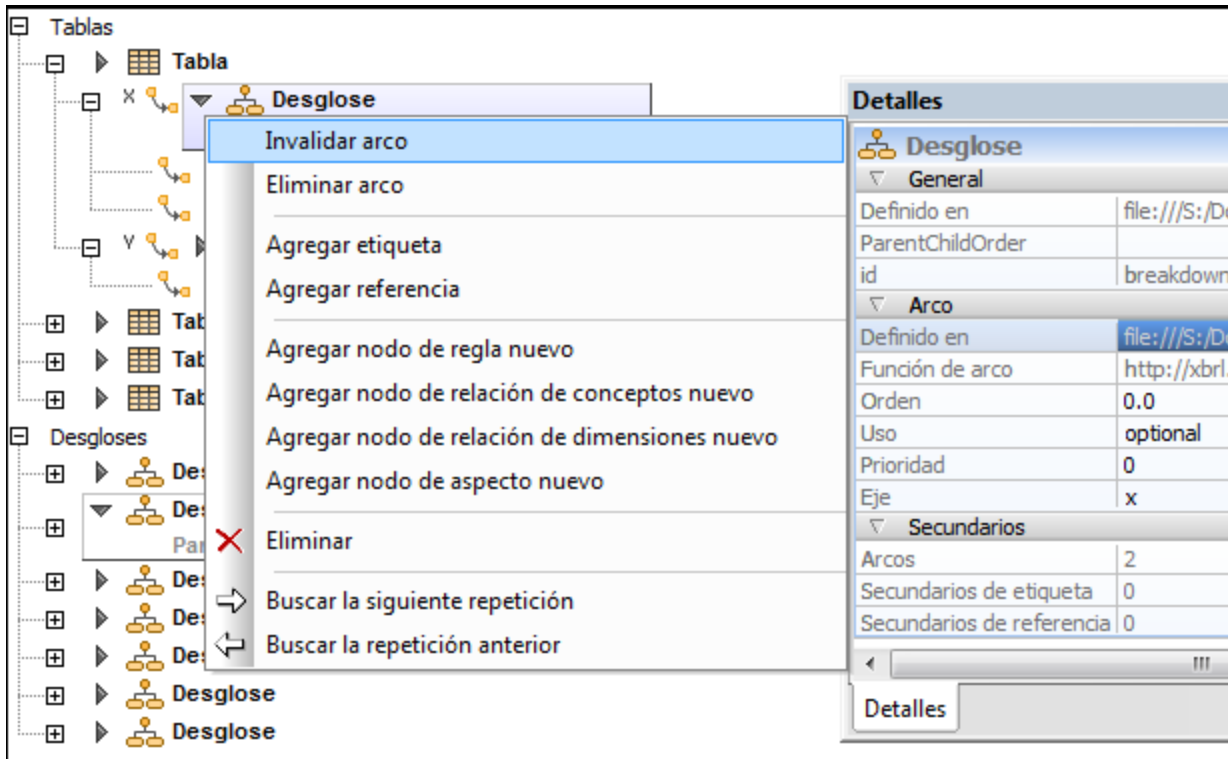 Tablas
Tabla
X Desglose
Invalidar arco
Eliminar arco
Agregar etiqueta
Y
Agregar referencia
Tab
Agregar nodo de regla nuevo
Tab
Agregar nodo de relación de conceptos nuevo
Tab
Desgloses
Agregar nodo de relación de dimensiones nuevo
Des
Agregar nodo de aspecto nuevo
Des
Par
Eliminar
Des
Buscar la siguiente repetición
Des
Buscar la repetición anterior
Des
Desglose
Desglose
Detalles
Desglose
General
Definido en file:///S:/Do
ParentChildOrder
id breakdown
Arco
Definido en file:///S:/Do
Función de arco http://xbrl.
Orden 0.0
Uso optional
Prioridad 0
Eje x
Secundarios
Arcos 2
Secundarios de etiqueta 0
Secundarios de referencia 0
Detalles